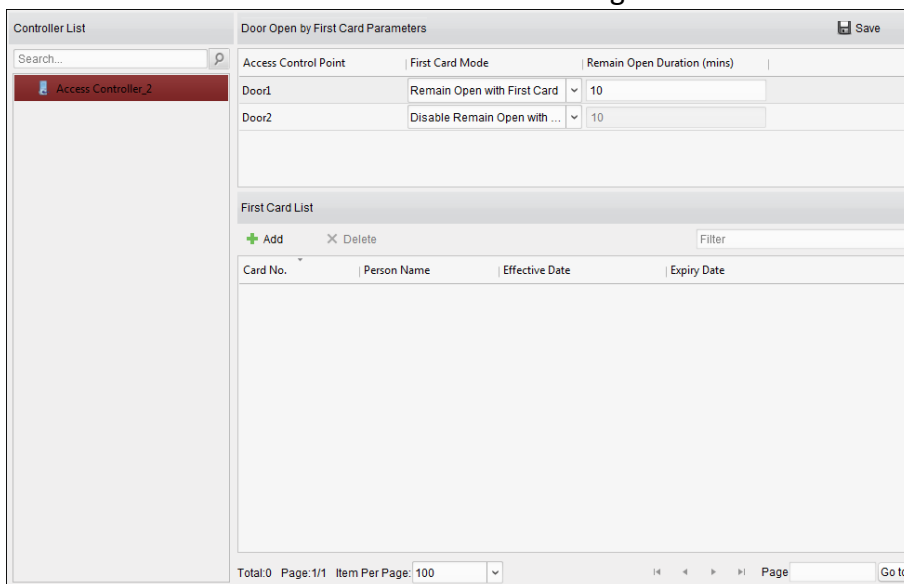 Controller List
Door Open by First Card Parameters
Save
Search...
Access Control Point
First Card Mode
Remain Open Duration (mins)
Access Controller_2
Door1
Remain Open with First Card
10
Door2
Disable Remain Open with ...
10
First Card List
Add
Delete
Filter
Card No.
Person Name
Effective Date
Expiry Date
Total:0 Page:1/1 Item Per Page: 100
Page
Go to